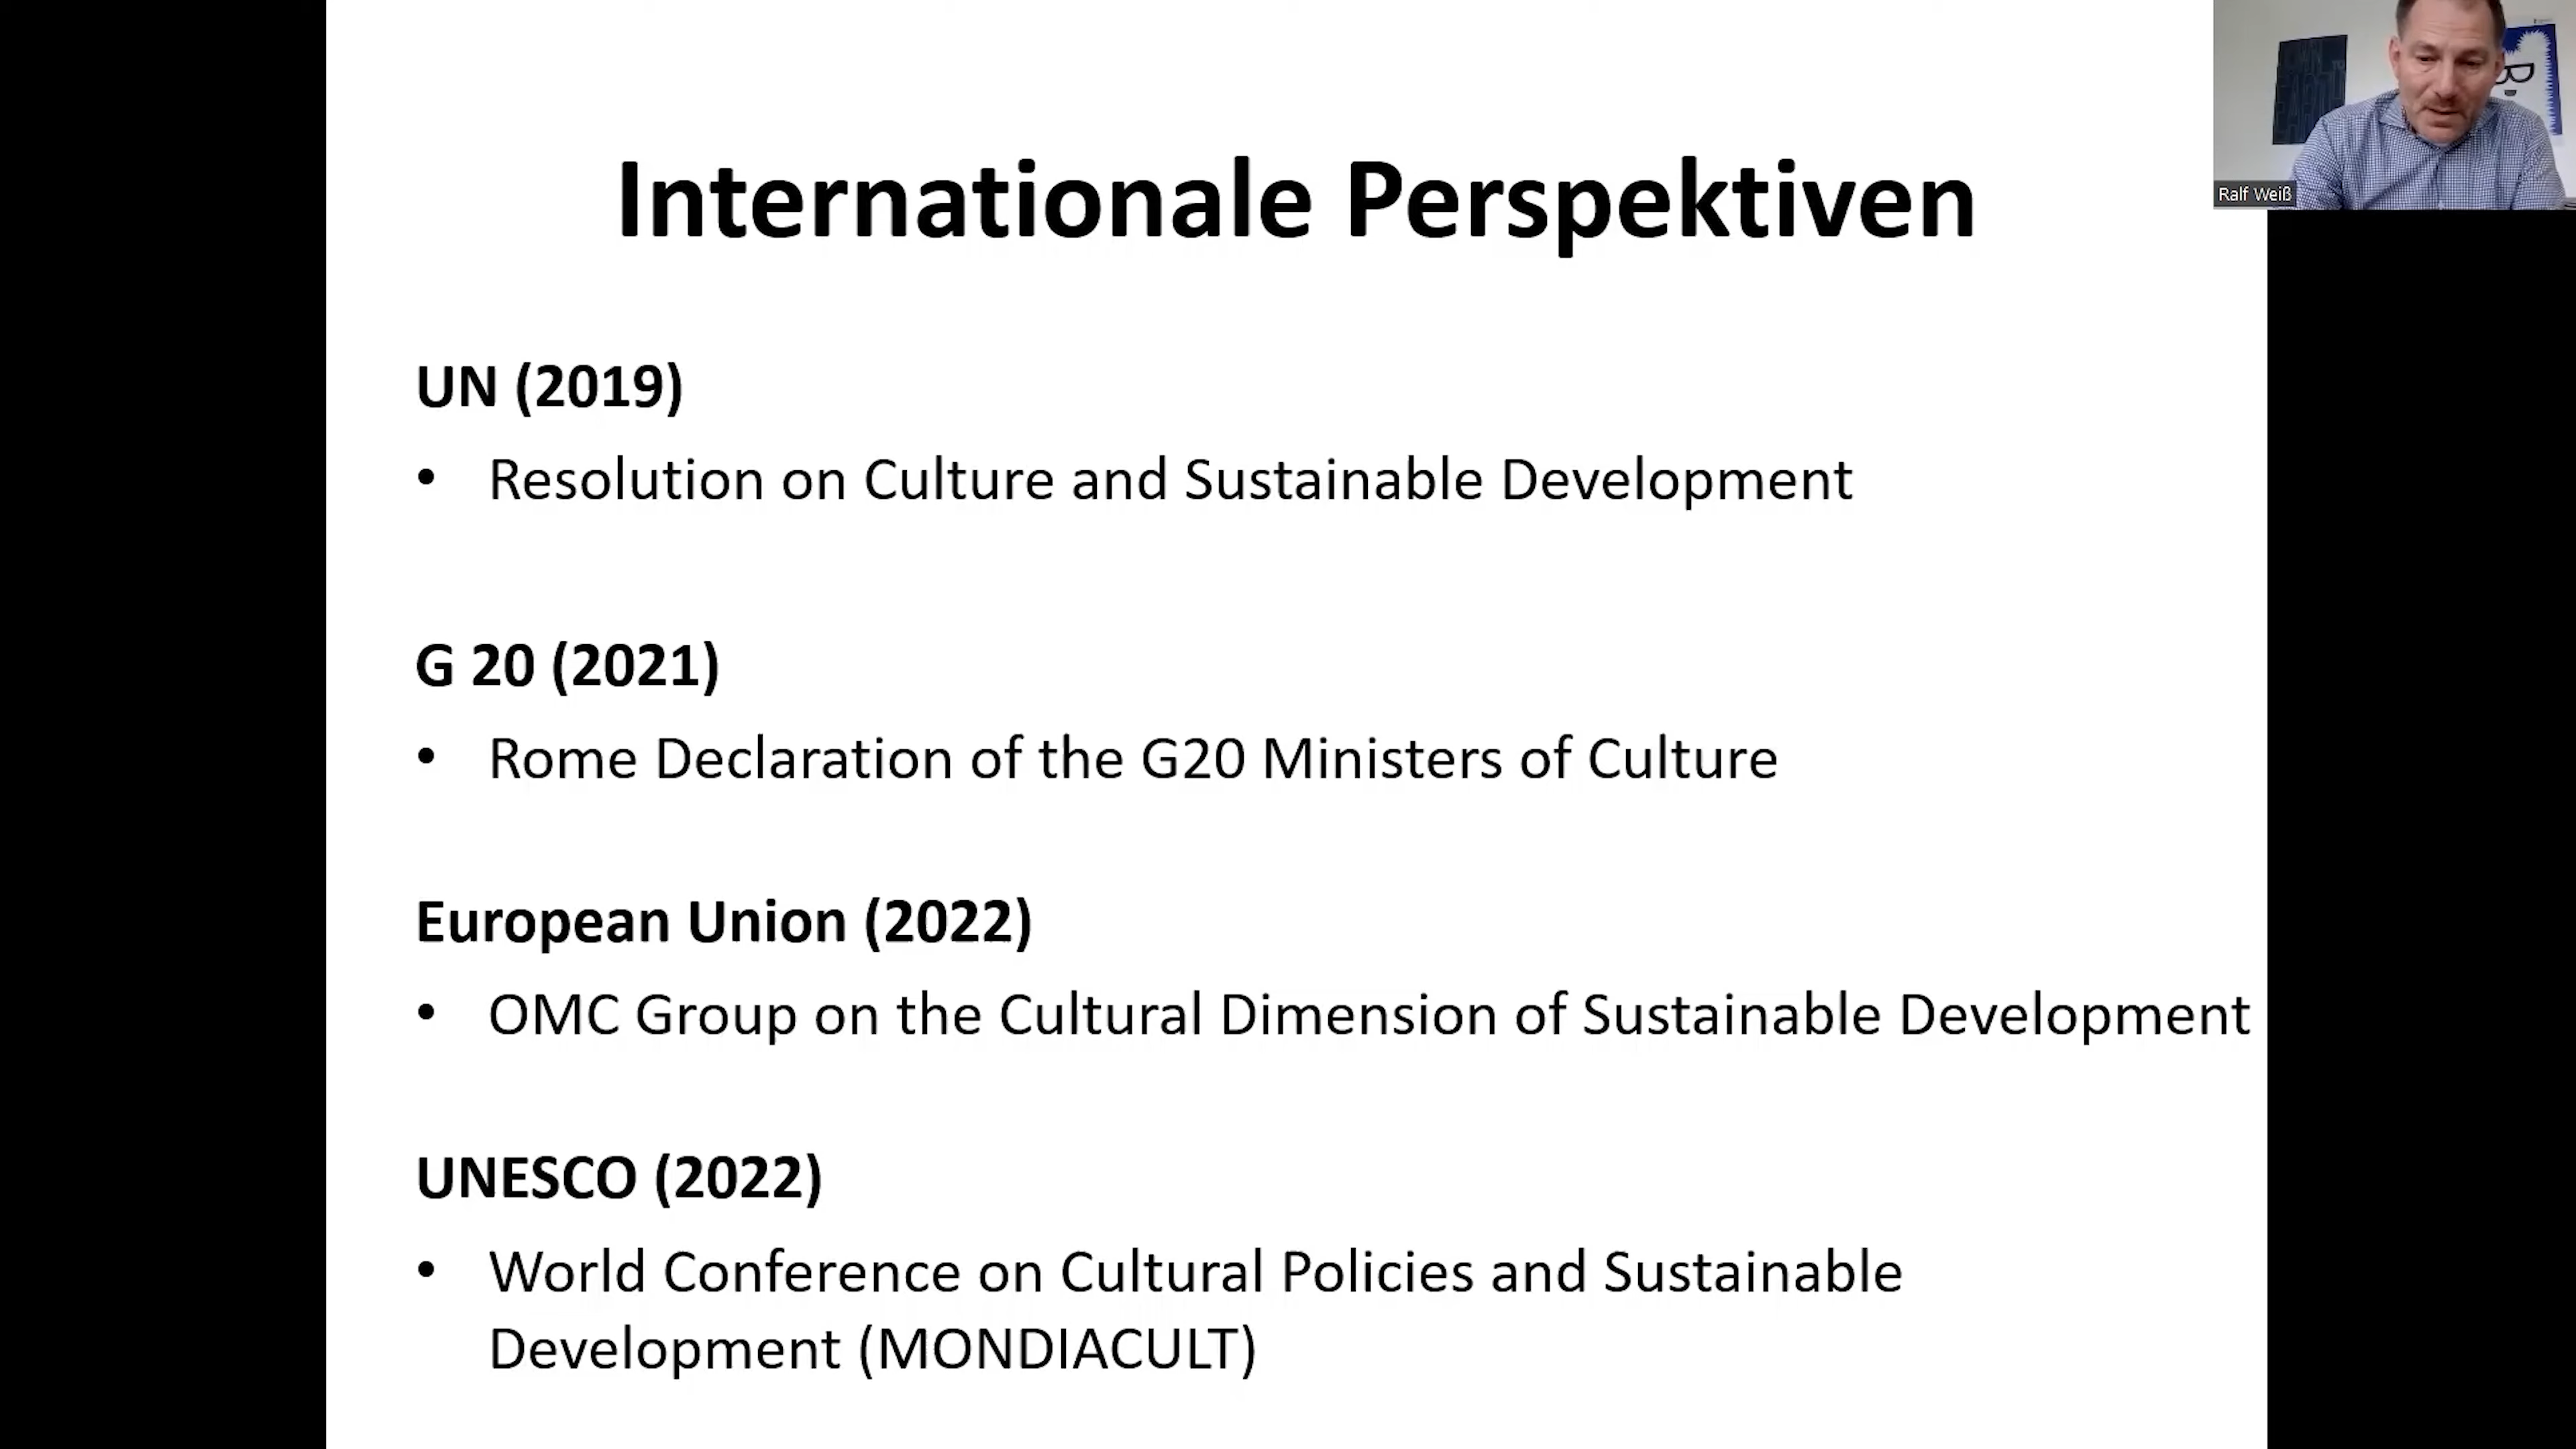 Internationale Perspektiven
Ralf Weiß
UN (2019)
• Resolution on Culture and Sustainable Development
G 20 (2021)
• Rome Declaration of the G20 Ministers of Culture
European Union (2022)
• OMC Group on the Cultural Dimension of Sustainable Development
UNESCO (2022)
• World Conference on Cultural Policies and Sustainable
Development (MONDIACULT)